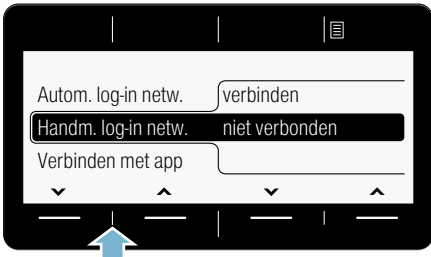 Autom. log-in netw. verbinden
Handm. log-in netw. niet verbonden
Verbinden met app